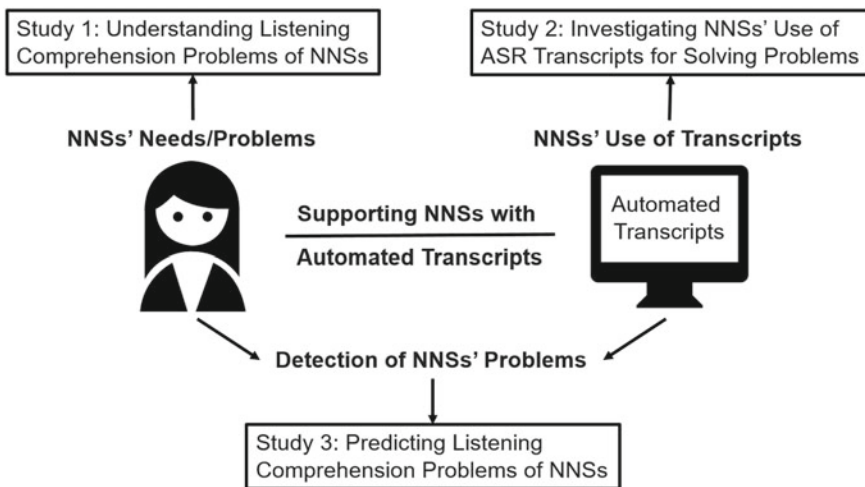 Study 1: Understanding Listening
Comprehension Problems of NNSs
Study 2: Investigating NNSs' Use of
ASR Transcripts for Solving Problems
NNSs' Needs/Problems
NNSs' Use of Transcripts
Supporting NNSs with
Automated Transcripts
Automated
Transcripts
Detection of NNSs' Problems
Study 3: Predicting Listening
Comprehension Problems of NNSs